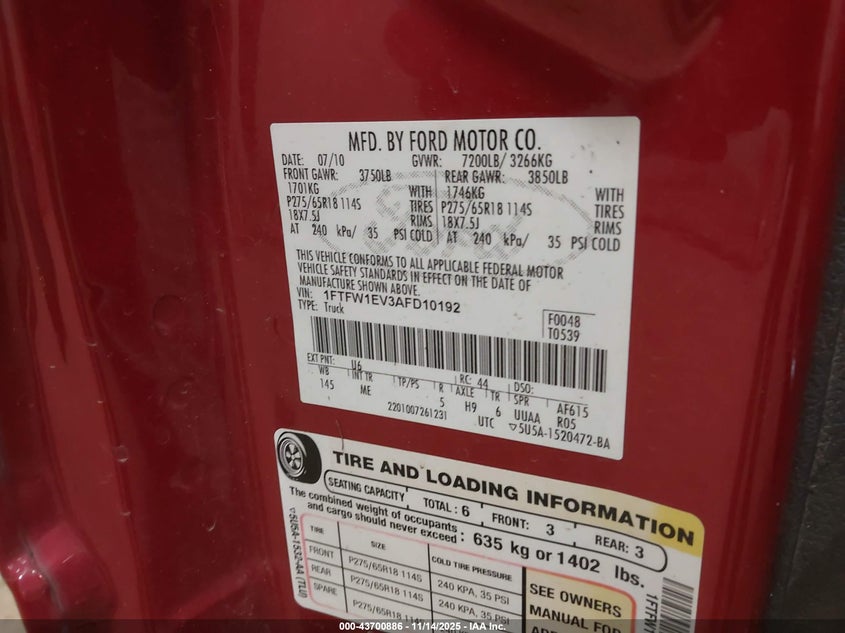 MFD. BY FORD MOTOR CO.
DATE: 07/10 GVWR: 7200LB/ 3266KG
FRONT GAWR: 3750LB REAR GAWR: 3850LB
1701KG WITH 1746KG WITH
P275/65R18 114S TIRES P275/65R18 114S TIRES
18X7.5J RIMS 18X7.5J RIMS
AT 240 kPa/ 35 PSI COLD AT 240 kPa/ 35 PSI COLD
THIS VEHICLE CONFORMS TO ALL APPLICABLE FEDERAL MOTOR
VEHICLE SAFETY STANDARDS IN EFFECT ON THE DATE OF
MANUFACTURE SHOWN ABOVE.
VIN: 1FTFW1EV3AFD10192
TYPE: Truck
F0048
T0539
EXT PNT: U6 RC: 44 DSO:
WB INT TR TP/PS R AXLE TR SPR AF615
145 ME 5 H9 6 UUAA R05
2201007261231 UTC ▽5U5A-1520472-BA
TIRE AND LOADING INFORMATION
SEATING CAPACITY TOTAL: 6 FRONT: 3 REAR: 3
The combined weight of occupants
and cargo should never exceed : 635 kg or 1402 lbs.
TIRE SIZE COLD TIRE PRESSURE
FRONT P275/65R18 114S 240 KPA, 35 PSI
REAR P275/65R18 114S 240 KPA, 35 PSI
SPARE P275/65R18 114S
SEE OWNERS
MANUAL FOR
▽5U5A-1532-AA (TLU)
000-43700886 - 11/14/2025 - IAA Inc.